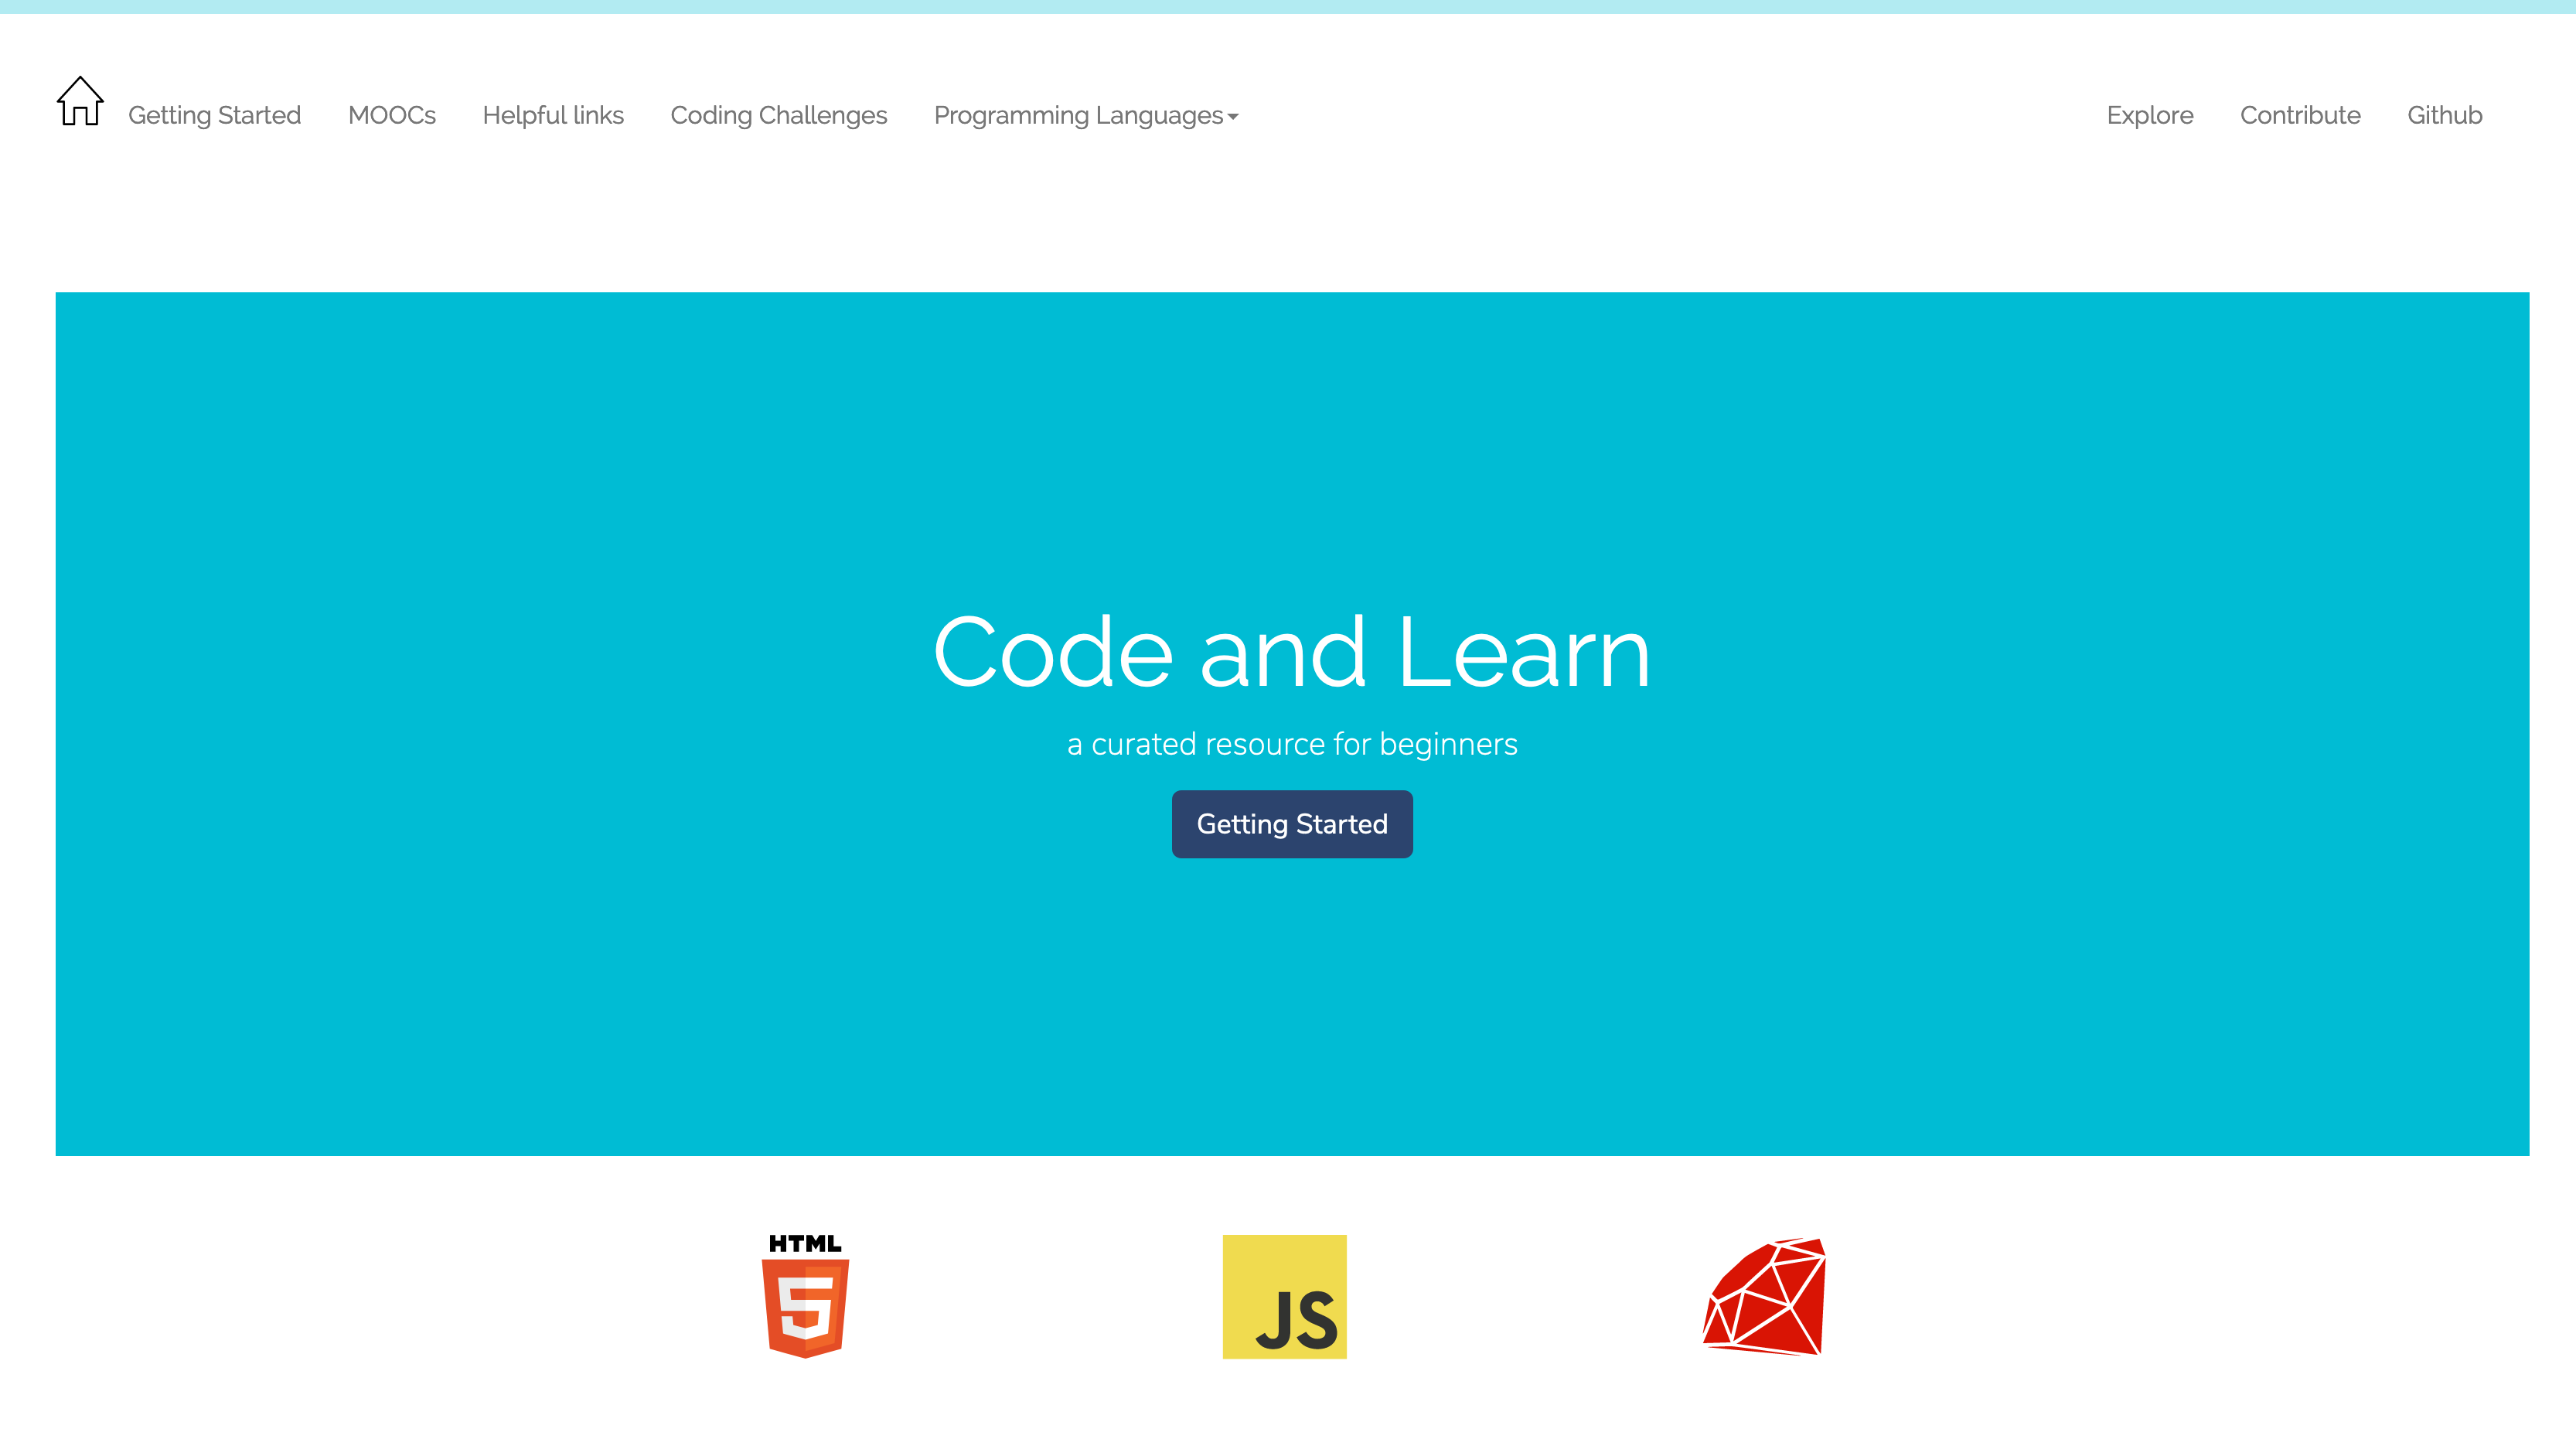 Getting Started MOOCs Helpful links Coding Challenges Programming Languages Explore Contribute Github
Code and Learn
a curated resource for beginners
Getting Started
HTML
5
JS